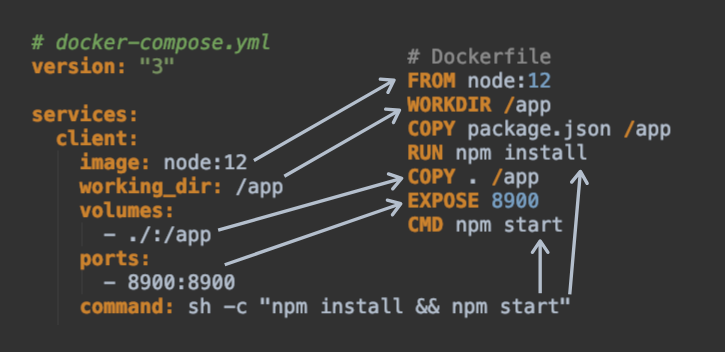 # docker-compose.yml
version: "3"
services:
client:
image: node:12
working_dir: /app
volumes:
- ./:/app
ports:
- 8900:8900
command: sh -c "npm install && npm start"
# Dockerfile
FROM node:12
WORKDIR /app
COPY package.json /app
RUN npm install
COPY . /app
EXPOSE 8900
CMD npm start